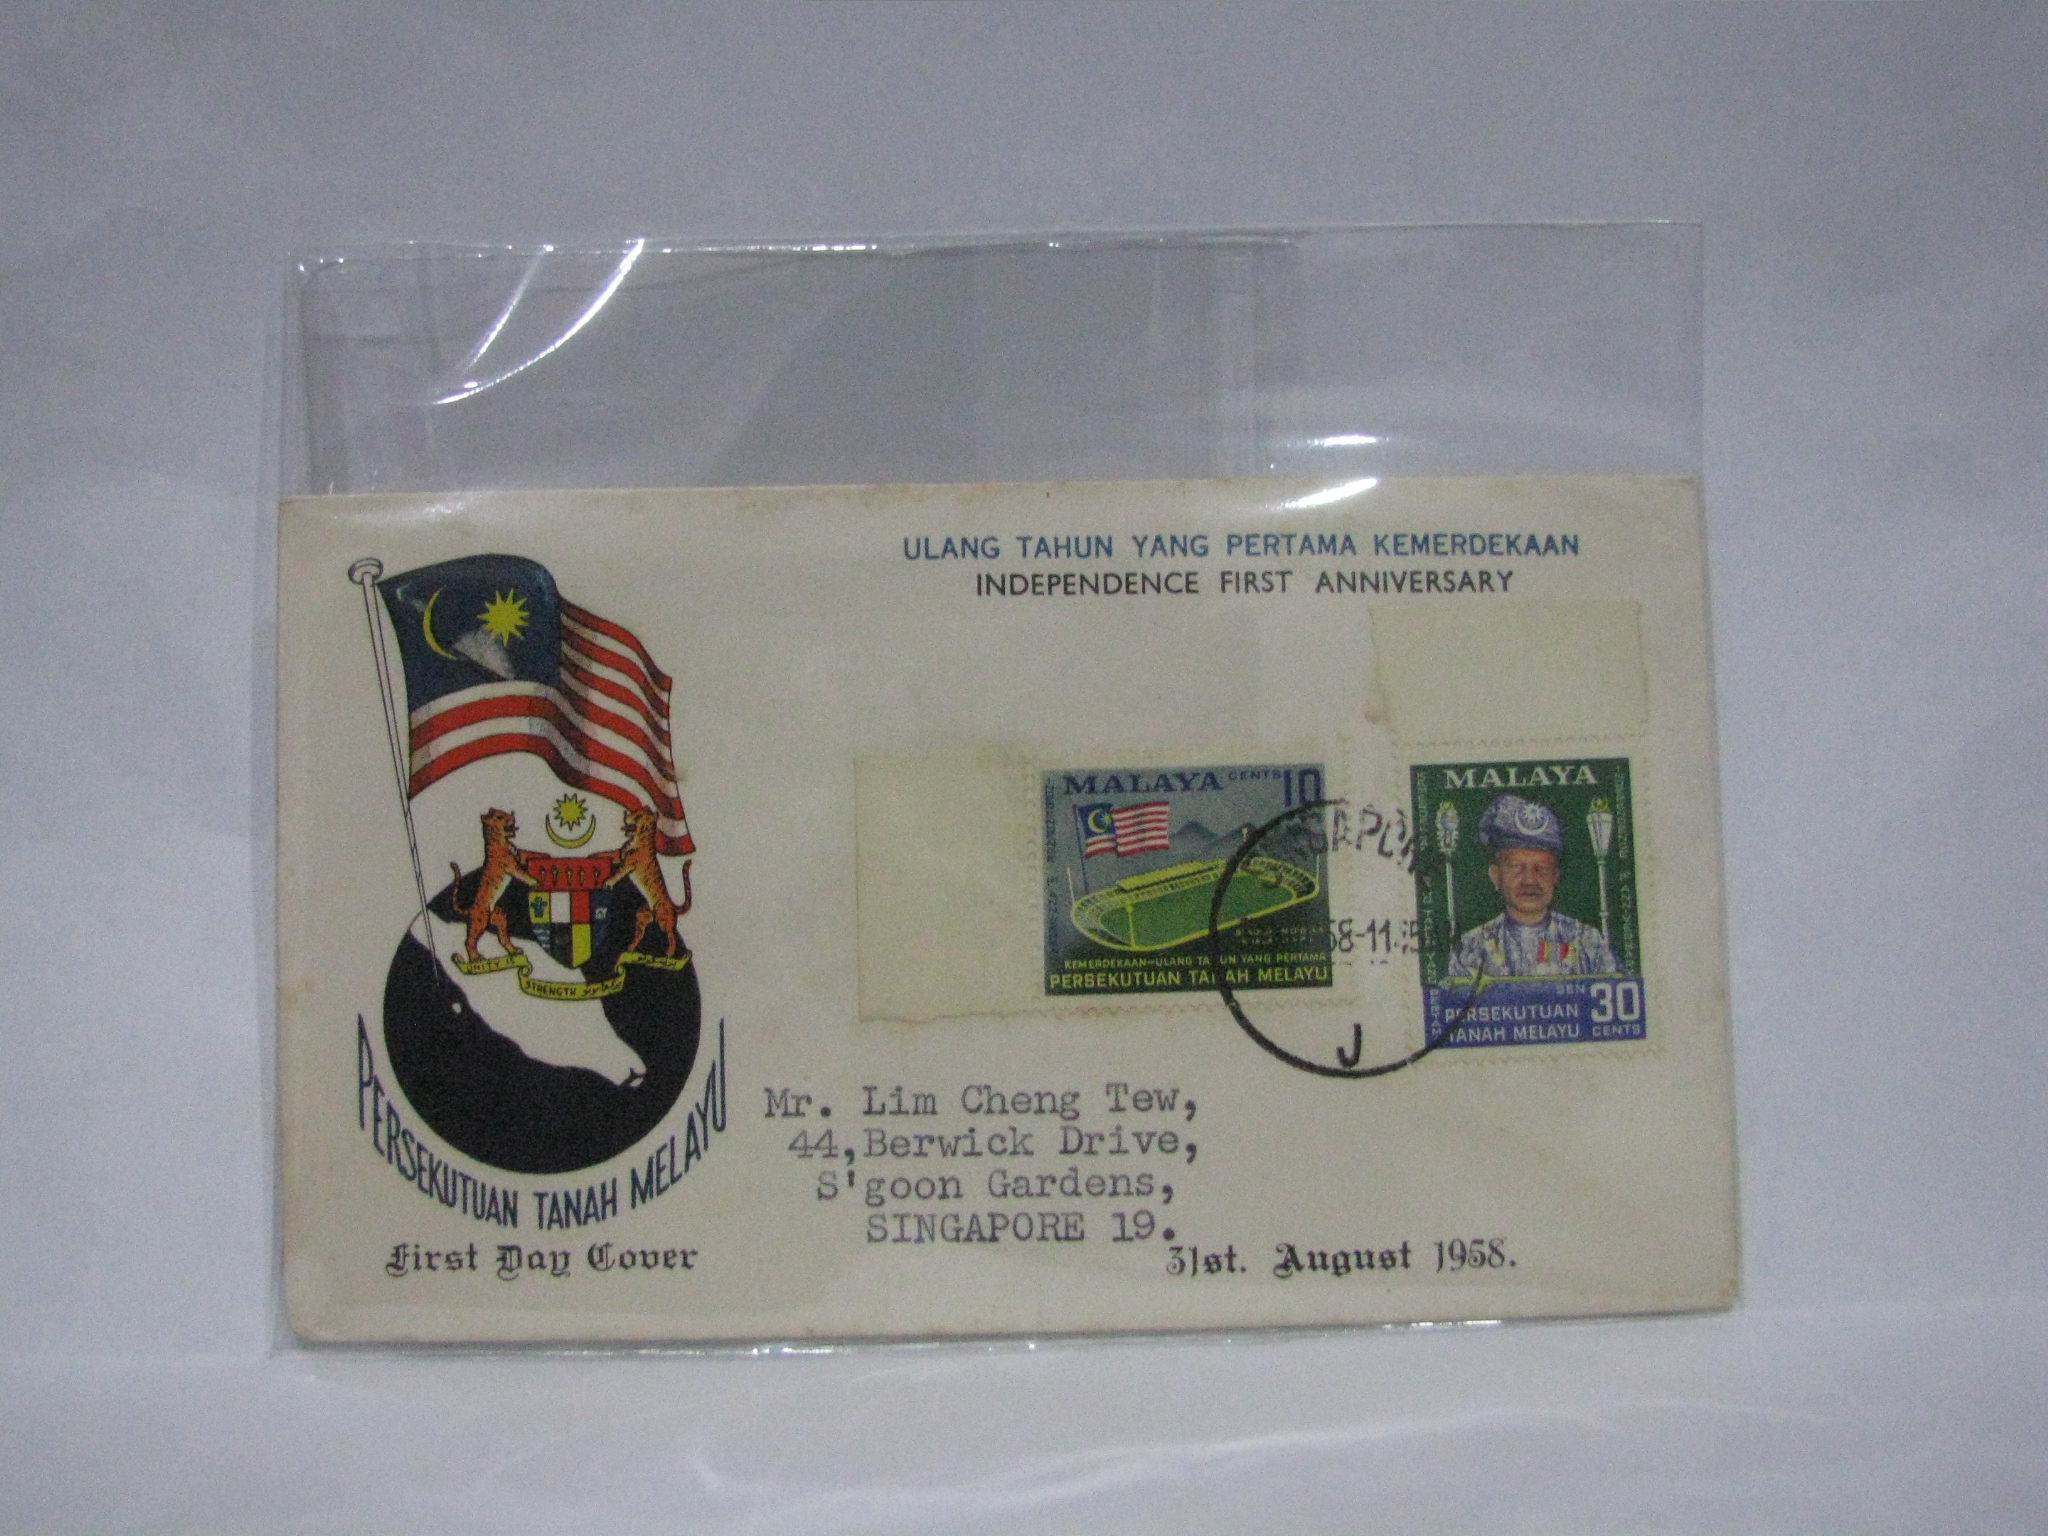 ULANG TAHUN YANG PERTAMA KEMERDEKAAN
INDEPENDENCE FIRST ANNIVERSARY
UNITY IS
STRENGTH
PERSEKUTUAN TANAH MELAYU
First Day Cover
MALAYA CENTS 10
KEMERDEKAAN-ULANG TAHUN YANG PERTAMA
PERSEKUTUAN TANAH MELAYU
58-11
J
MALAYA
SEN 30
CENTS
PERSEKUTUAN
TANAH MELAYU
Mr. Lim Cheng Tew,
44, Berwick Drive,
S'goon Gardens,
SINGAPORE 19.
31st. August 1958.